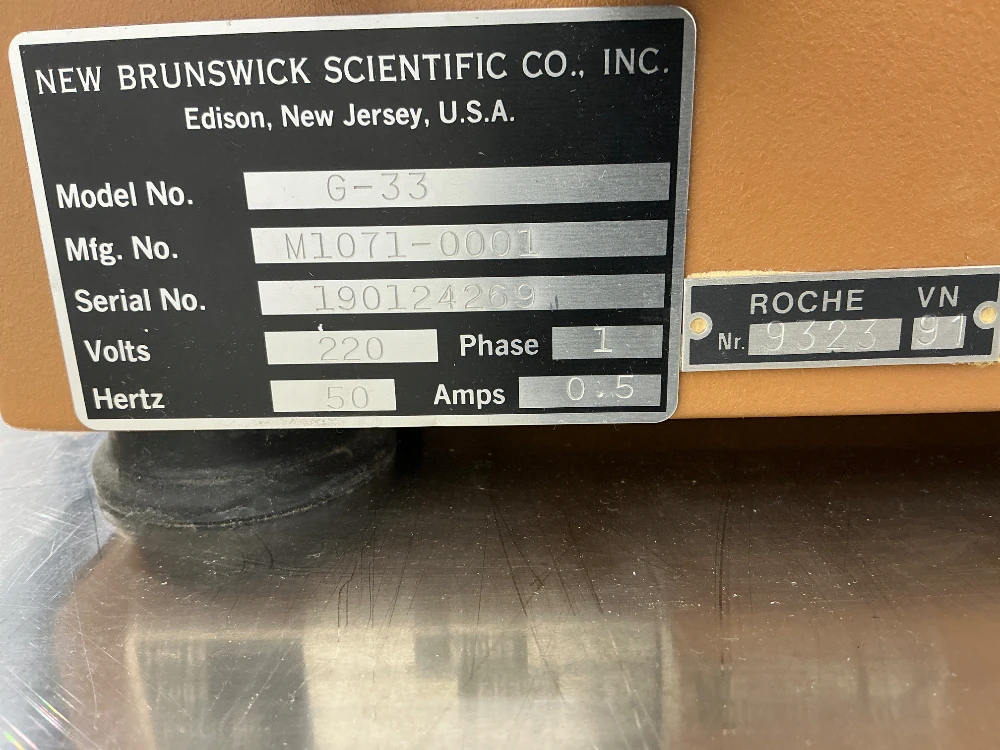 NEW BRUNSWICK SCIENTIFIC CO., INC.
Edison, New Jersey, U.S.A.
Model No. G-33
Mfg. No. M1071-0001
Serial No. 190124269
Volts 220 Phase 1
Hertz 50 Amps 0.5
ROCHE VN
Nr. 9323 91